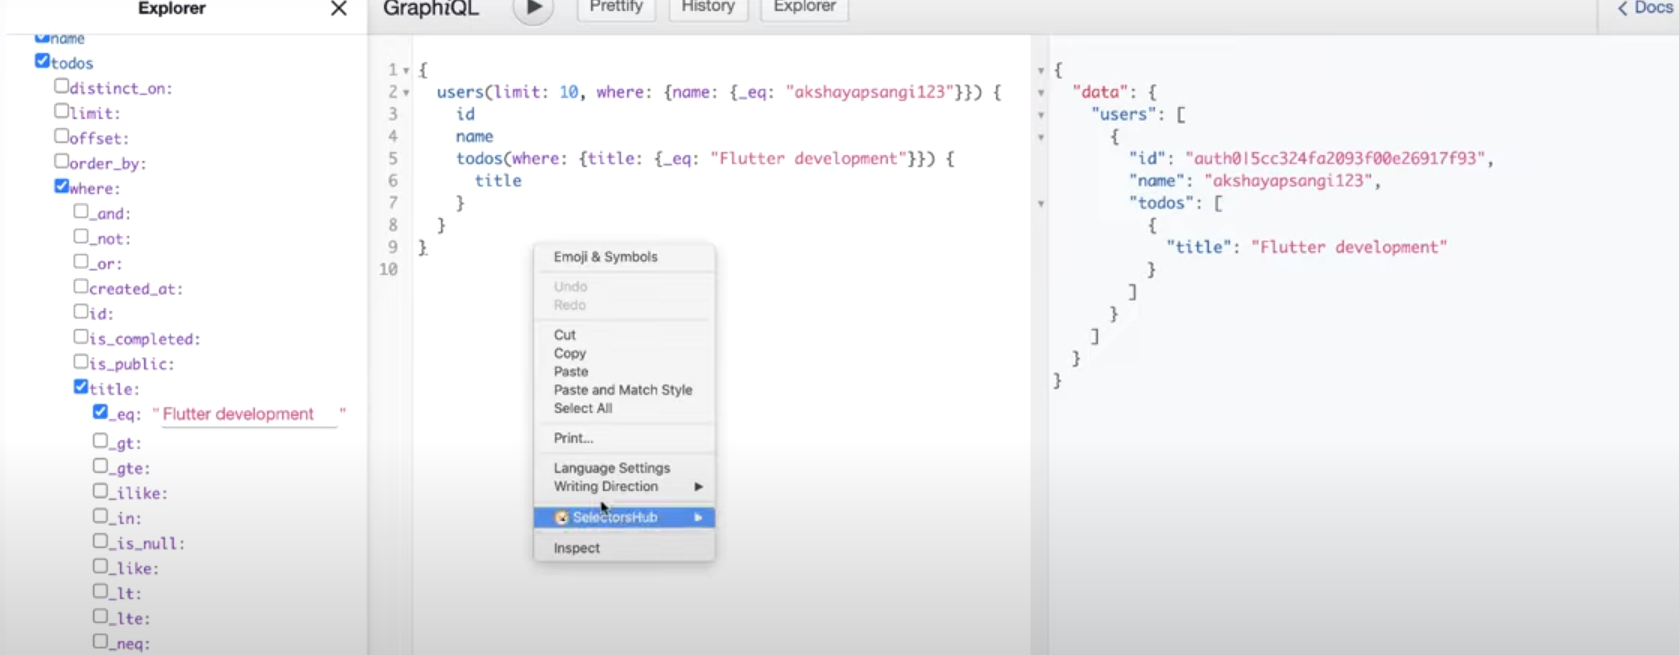 Explorer
GraphiQL
Prettify
History
Explorer
Docs
name
todos
distinct_on:
limit:
offset:
order_by:
where:
_and:
_not:
_or:
created_at:
id:
is_completed:
is_public:
title:
_eq: "Flutter development"
_gt:
_gte:
_ilike:
_in:
_is_null:
_like:
_lt:
_lte:
_neq:
1 {
2 users(limit: 10, where: {name: {_eq: "akshayapsangi123"}}) {
3 id
4 name
5 todos(where: {title: {_eq: "Flutter development"}}) {
6 title
7 }
8 }
9 }
10
Emoji & Symbols
Undo
Redo
Cut
Copy
Paste
Paste and Match Style
Select All
Print...
Language Settings
Writing Direction
SelectorsHub
Inspect
{
"data": {
"users": [
{
"id": "auth0|5cc324fa2093f00e26917f93",
"name": "akshayapsangi123",
"todos": [
{
"title": "Flutter development"
}
]
}
]
}
}